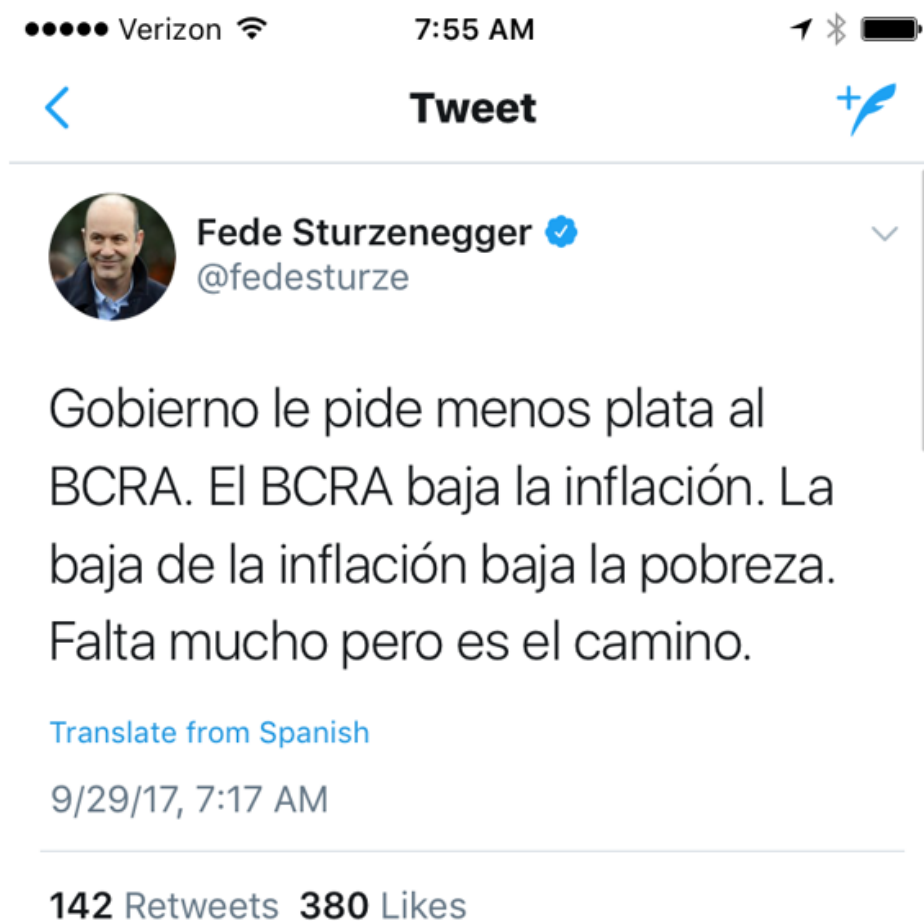 Verizon 7:55 AM
Tweet
Fede Sturzenegger
@fedesturze
Gobierno le pide menos plata al
BCRA. El BCRA baja la inflación. La
baja de la inflación baja la pobreza.
Falta mucho pero es el camino.
Translate from Spanish
9/29/17, 7:17 AM
142 Retweets 380 Likes